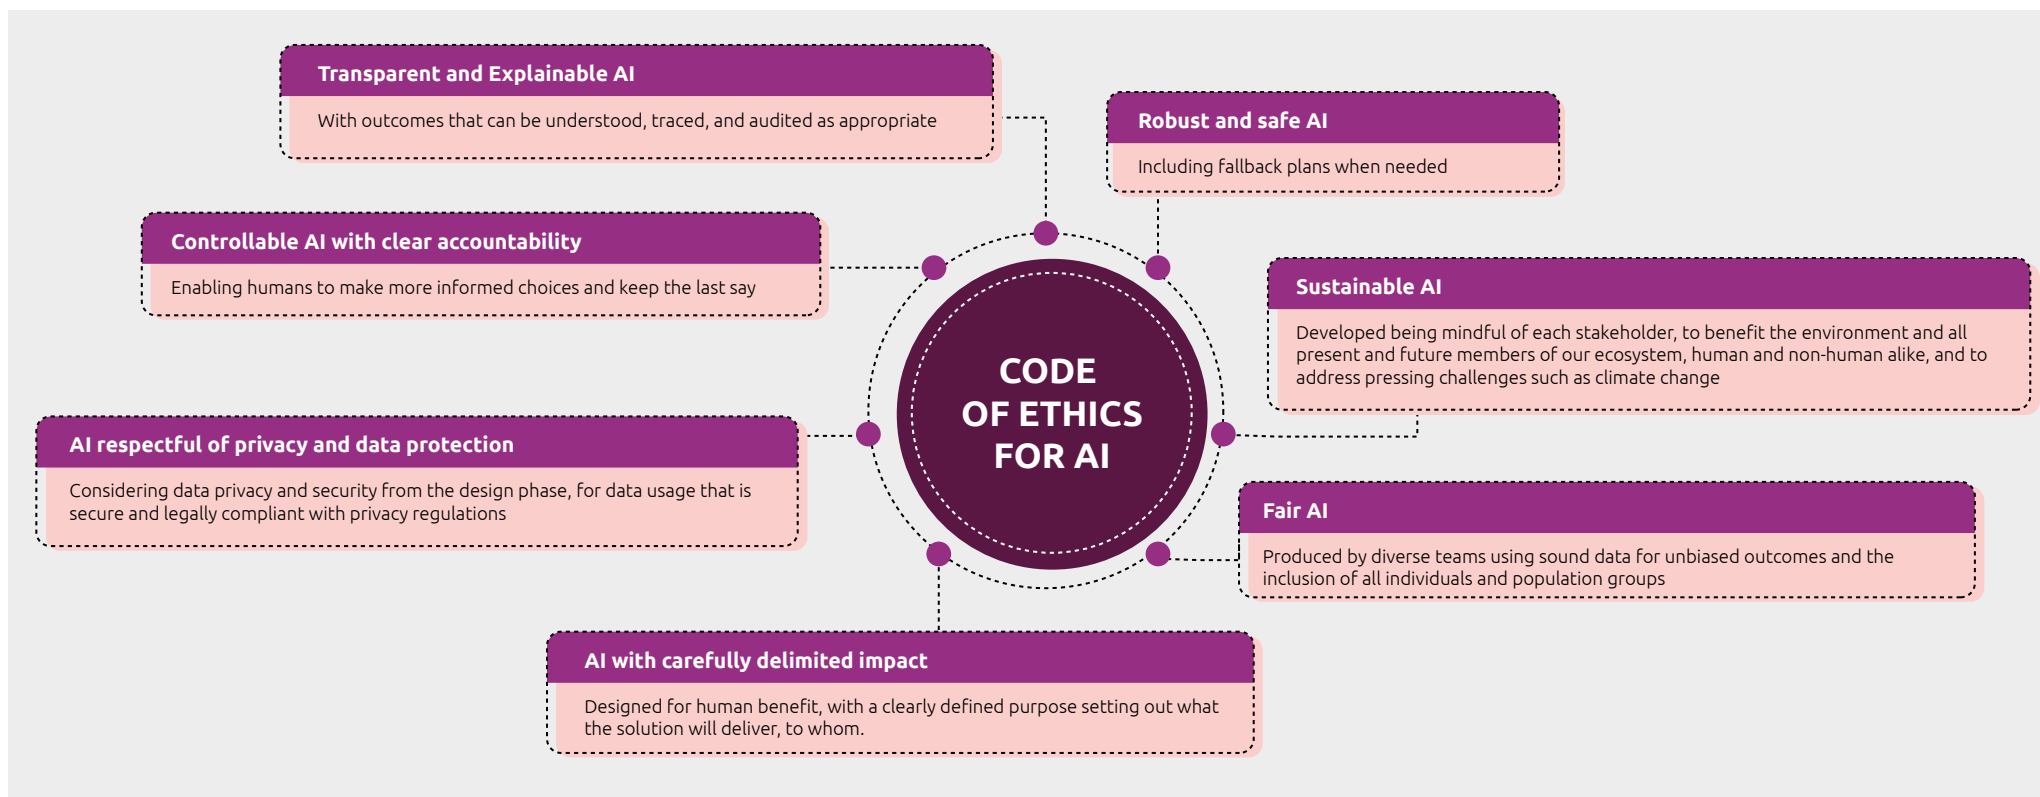 Transparent and Explainable AI
With outcomes that can be understood, traced, and audited as appropriate
Robust and safe AI
Including fallback plans when needed
Controllable AI with clear accountability
Enabling humans to make more informed choices and keep the last say
Sustainable AI
Developed being mindful of each stakeholder, to benefit the environment and all
present and future members of our ecosystem, human and non-human alike, and to
address pressing challenges such as climate change
CODE
OF ETHICS
FOR AI
AI respectful of privacy and data protection
Considering data privacy and security from the design phase, for data usage that is
secure and legally compliant with privacy regulations
Fair AI
Produced by diverse teams using sound data for unbiased outcomes and the
inclusion of all individuals and population groups
AI with carefully delimited impact
Designed for human benefit, with a clearly defined purpose setting out what
the solution will deliver, to whom.